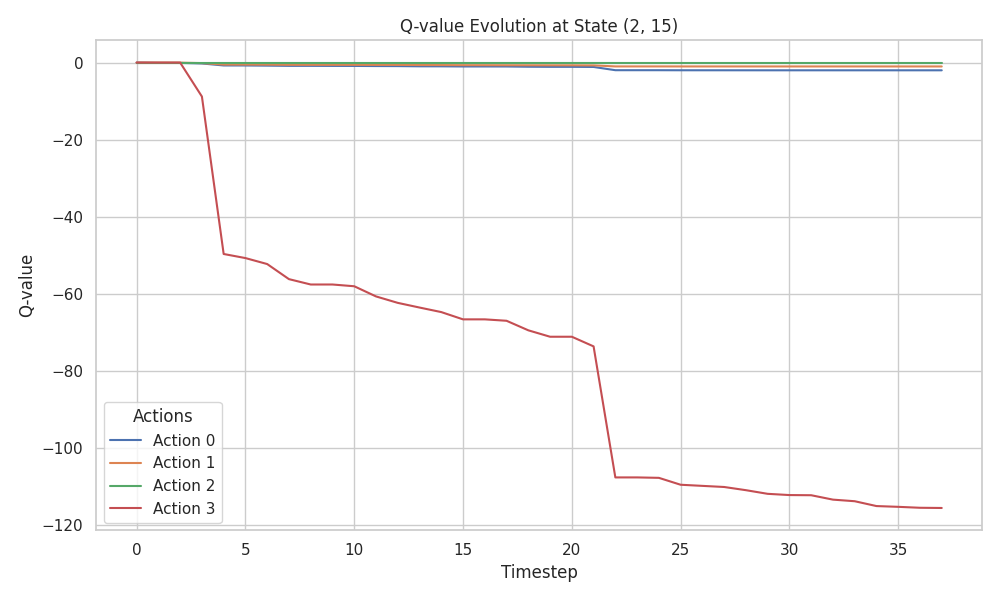 Q-value Evolution at State (2, 15)
0
−20
−40
−60
−80
−100
−120
Q-value
Actions
Action 0
Action 1
Action 2
Action 3
0 5 10 15 20 25 30 35
Timestep